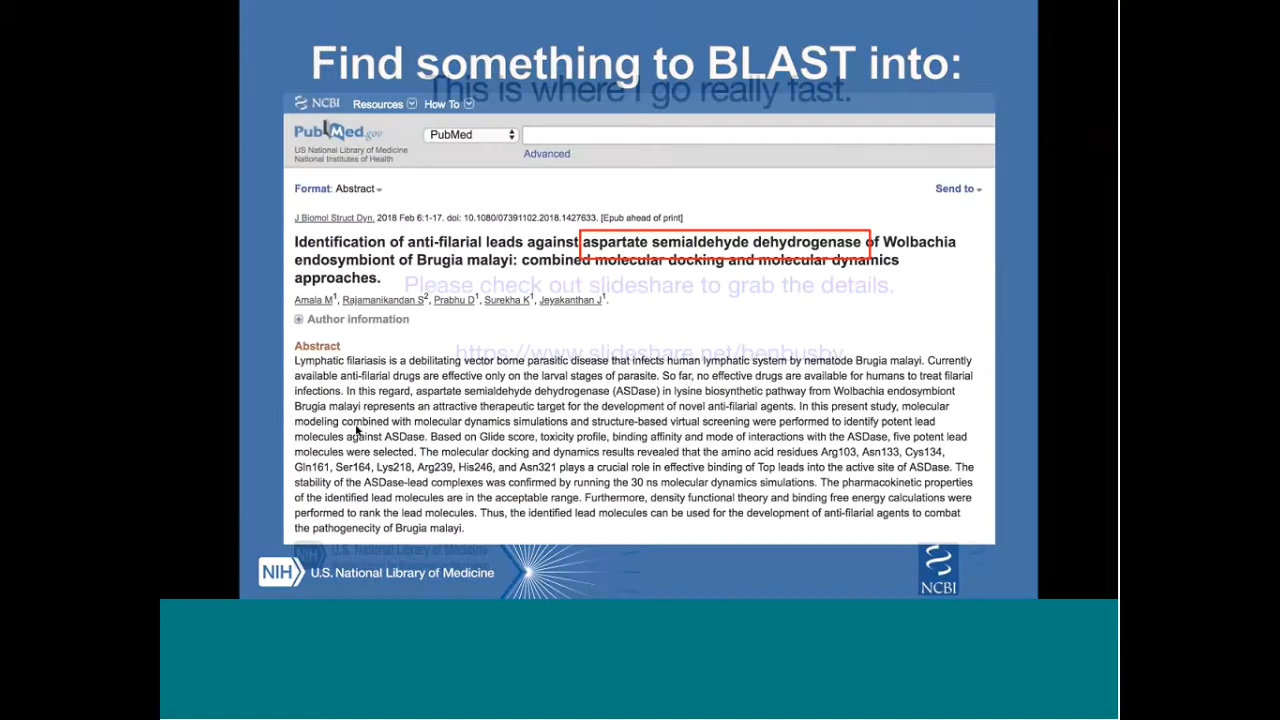 Find something to BLAST into:
This is where I go really fast.
NCBI Resources How To
PubMed.gov
US National Library of Medicine
National Institutes of Health
PubMed
Advanced
Format: Abstract
Send to
J Biomol Struct Dyn. 2018 Feb 6:1-17. doi: 10.1080/07391102.2018.1427633. [Epub ahead of print]
Identification of anti-filarial leads against aspartate semialdehyde dehydrogenase of Wolbachia
endosymbiont of Brugia malayi: combined molecular docking and molecular dynamics
approaches.
Please check out slideshare to grab the details.
Amala M1, Rajamanikandan S2, Prabhu D1, Surekha K1, Jeyakanthan J1.
Author information
https://www.slideshare.net/benbusby
Abstract
Lymphatic filariasis is a debilitating vector borne parasitic disease that infects human lymphatic system by nematode Brugia malayi. Currently
available anti-filarial drugs are effective only on the larval stages of parasite. So far, no effective drugs are available for humans to treat filarial
infections. In this regard, aspartate semialdehyde dehydrogenase (ASDase) in lysine biosynthetic pathway from Wolbachia endosymbiont
Brugia malayi represents an attractive therapeutic target for the development of novel anti-filarial agents. In this present study, molecular
modeling combined with molecular dynamics simulations and structure-based virtual screening were performed to identify potent lead
molecules against ASDase. Based on Glide score, toxicity profile, binding affinity and mode of interactions with the ASDase, five potent lead
molecules were selected. The molecular docking and dynamics results revealed that the amino acid residues Arg103, Asn133, Cys134,
Gln161, Ser164, Lys218, Arg239, His246, and Asn321 plays a crucial role in effective binding of Top leads into the active site of ASDase. The
stability of the ASDase-lead complexes was confirmed by running the 30 ns molecular dynamics simulations. The pharmacokinetic properties
of the identified lead molecules are in the acceptable range. Furthermore, density functional theory and binding free energy calculations were
performed to rank the lead molecules. Thus, the identified lead molecules can be used for the development of anti-filarial agents to combat
the pathogenecity of Brugia malayi.
NIH U.S. National Library of Medicine
NIH U.S. National Library of Medicine
NCBI